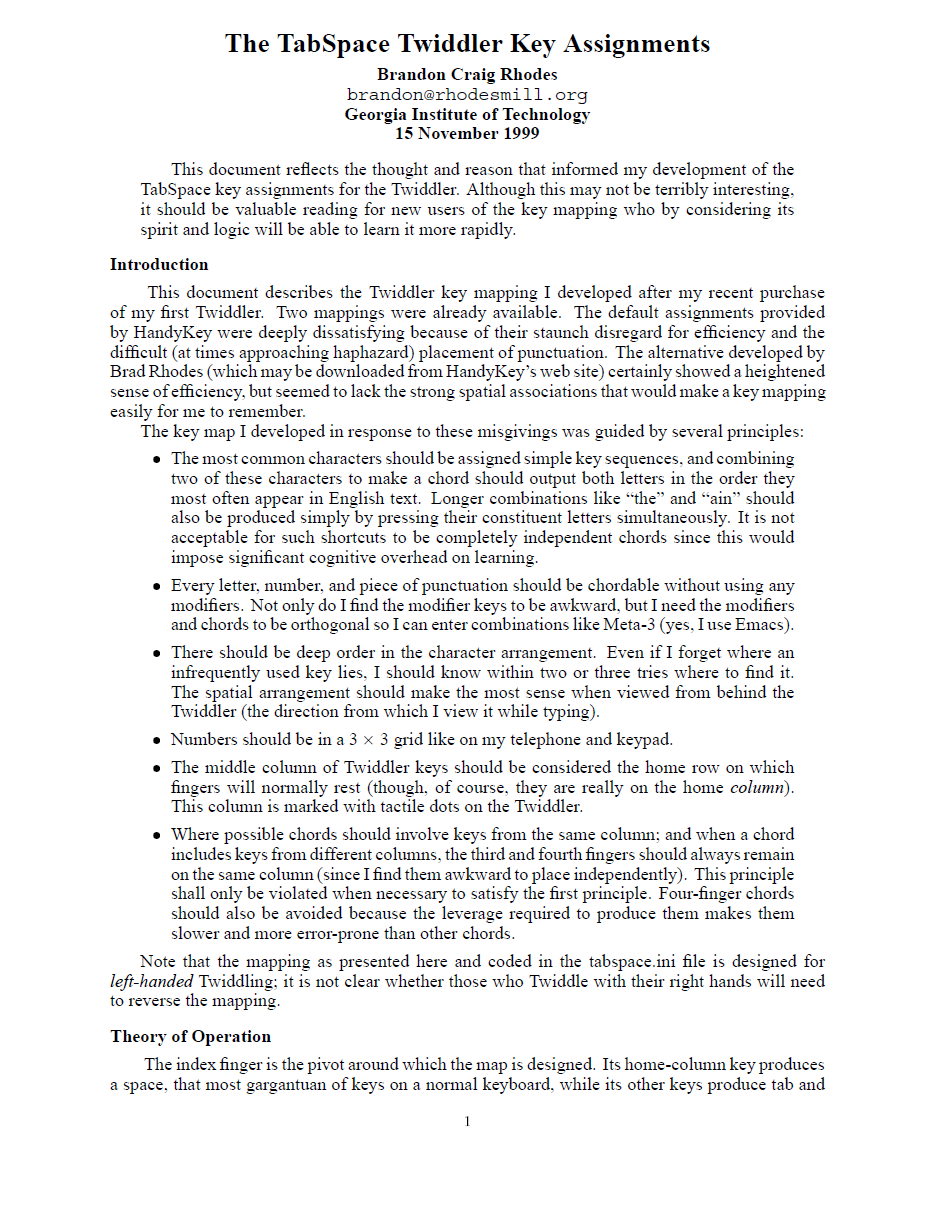 The TabSpace Twiddler Key Assignments
Brandon Craig Rhodes
brandon@rhodesmill.org
Georgia Institute of Technology
15 November 1999
This document reflects the thought and reason that informed my development of the
TabSpace key assignments for the Twiddler. Although this may not be terribly interesting,
it should be valuable reading for new users of the key mapping who by considering its
spirit and logic will be able to learn it more rapidly.
Introduction
This document describes the Twiddler key mapping I developed after my recent purchase
of my first Twiddler. Two mappings were already available. The default assignments provided
by HandyKey were deeply dissatisfying because of their staunch disregard for efficiency and the
difficult (at times approaching haphazard) placement of punctuation. The alternative developed by
Brad Rhodes (which may be downloaded from HandyKey's web site) certainly showed a heightened
sense of efficiency, but seemed to lack the strong spatial associations that would make a key mapping
easily for me to remember.
The key map I developed in response to these misgivings was guided by several principles:
• The most common characters should be assigned simple key sequences, and combining
two of these characters to make a chord should output both letters in the order they
most often appear in English text. Longer combinations like “the” and “ain” should
also be produced simply by pressing their constituent letters simultaneously. It is not
acceptable for such shortcuts to be completely independent chords since this would
impose significant cognitive overhead on learning.
• Every letter, number, and piece of punctuation should be chordable without using any
modifiers. Not only do I find the modifier keys to be awkward, but I need the modifiers
and chords to be orthogonal so I can enter combinations like Meta-3 (yes, I use Emacs).
• There should be deep order in the character arrangement. Even if I forget where an
infrequently used key lies, I should know within two or three tries where to find it.
The spatial arrangement should make the most sense when viewed from behind the
Twiddler (the direction from which I view it while typing).
• Numbers should be in a 3 × 3 grid like on my telephone and keypad.
• The middle column of Twiddler keys should be considered the home row on which
fingers will normally rest (though, of course, they are really on the home column).
This column is marked with tactile dots on the Twiddler.
• Where possible chords should involve keys from the same column; and when a chord
includes keys from different columns, the third and fourth fingers should always remain
on the same column (since I find them awkward to place independently). This principle
shall only be violated when necessary to satisfy the first principle. Four-finger chords
should also be avoided because the leverage required to produce them makes them
slower and more error-prone than other chords.
Note that the mapping as presented here and coded in the tabspace.ini file is designed for
left-handed Twiddling; it is not clear whether those who Twiddle with their right hands will need
to reverse the mapping.
Theory of Operation
The index finger is the pivot around which the map is designed. Its home-column key produces
a space, that most gargantuan of keys on a normal keyboard, while its other keys produce tab and
1